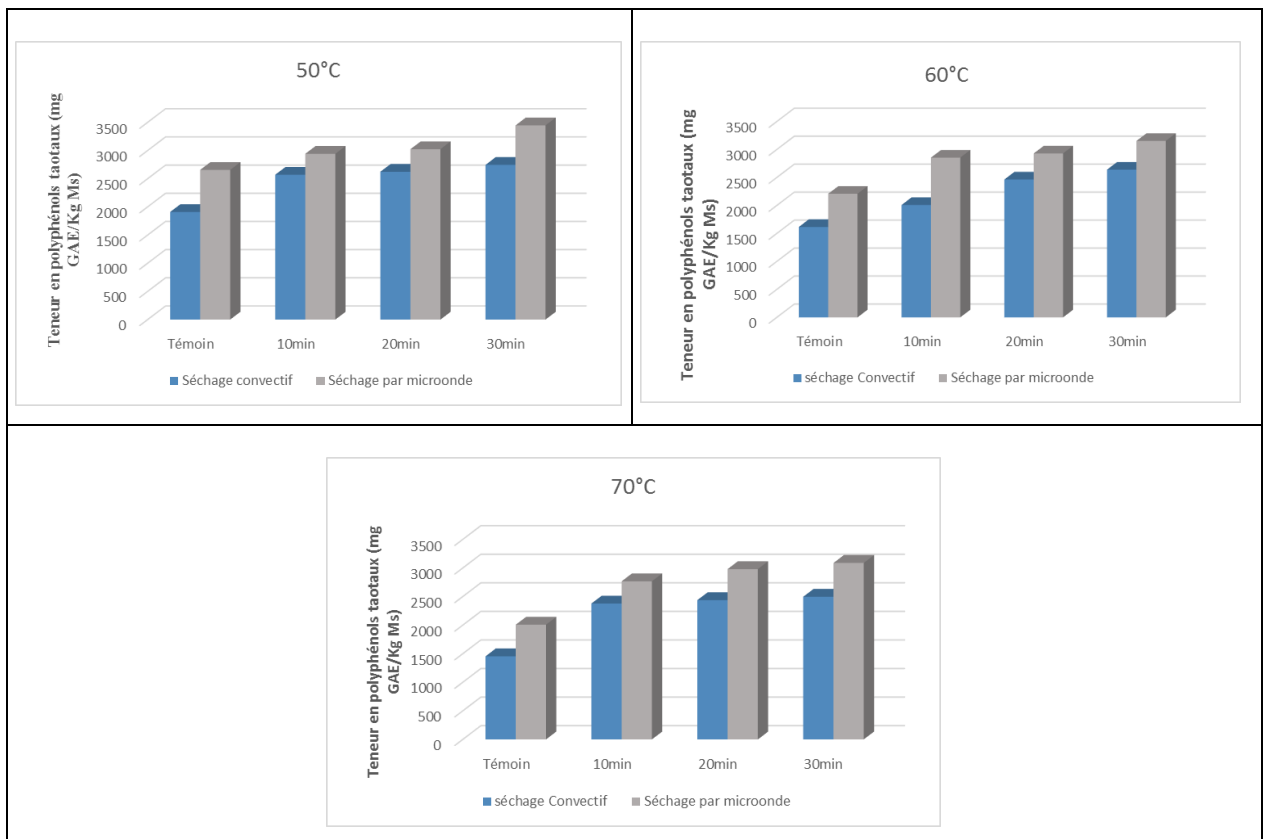 50°C
Teneur en polyphénols taotaux (mg
GAE/Kg Ms)
3500
3000
2500
2000
1500
1000
500
0
Témoin 10min 20min 30min
Séchage convectif Séchage par microonde
60°C
Teneur en polyphénols taotaux (mg
GAE/Kg Ms)
3500
3000
2500
2000
1500
1000
500
0
Témoin 10min 20min 30min
séchage Convectif Séchage par microonde
70°C
Teneur en polyphénols taotaux (mg
GAE/Kg Ms)
3500
3000
2500
2000
1500
1000
500
0
Témoin 10min 20min 30min
séchage Convectif Séchage par microonde